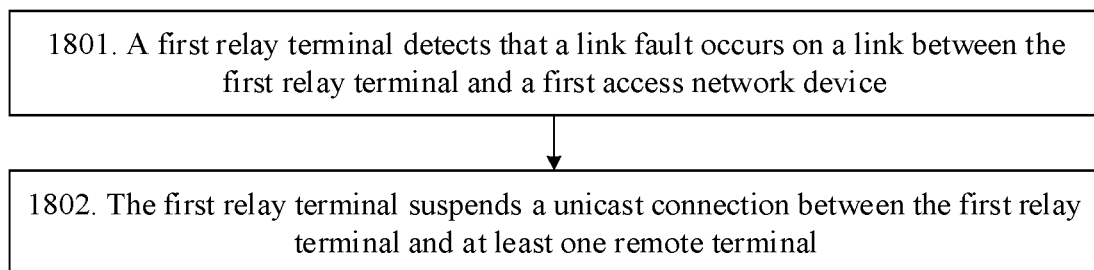 1801. A first relay terminal detects that a link fault occurs on a link between the
first relay terminal and a first access network device
1802. The first relay terminal suspends a unicast connection between the first relay
terminal and at least one remote terminal